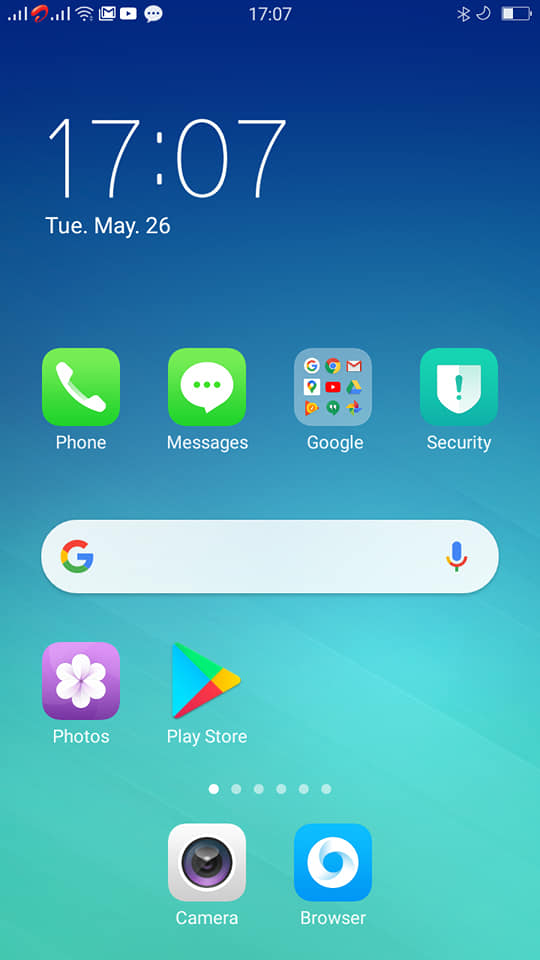 17:07
17:07
Tue. May. 26
Phone
Messages
Google
Security
Photos
Play Store
Camera
Browser